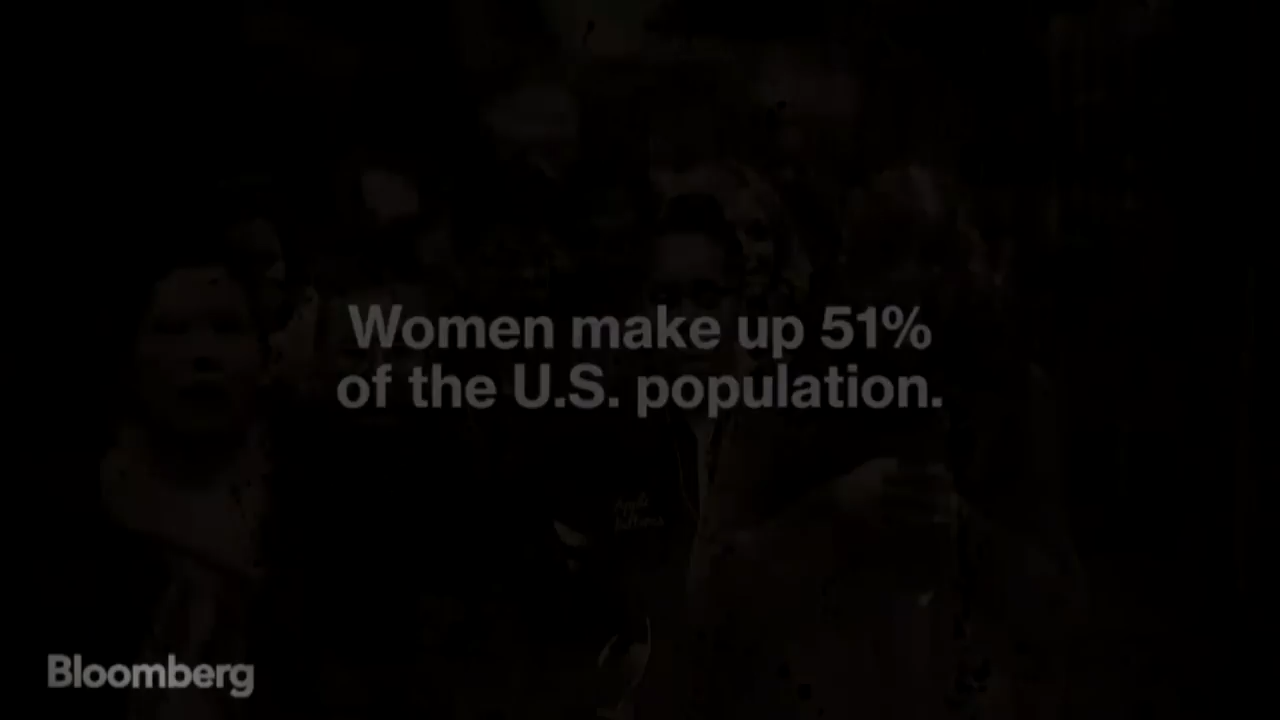 Women make up 51%
of the U.S. population.
Bloomberg